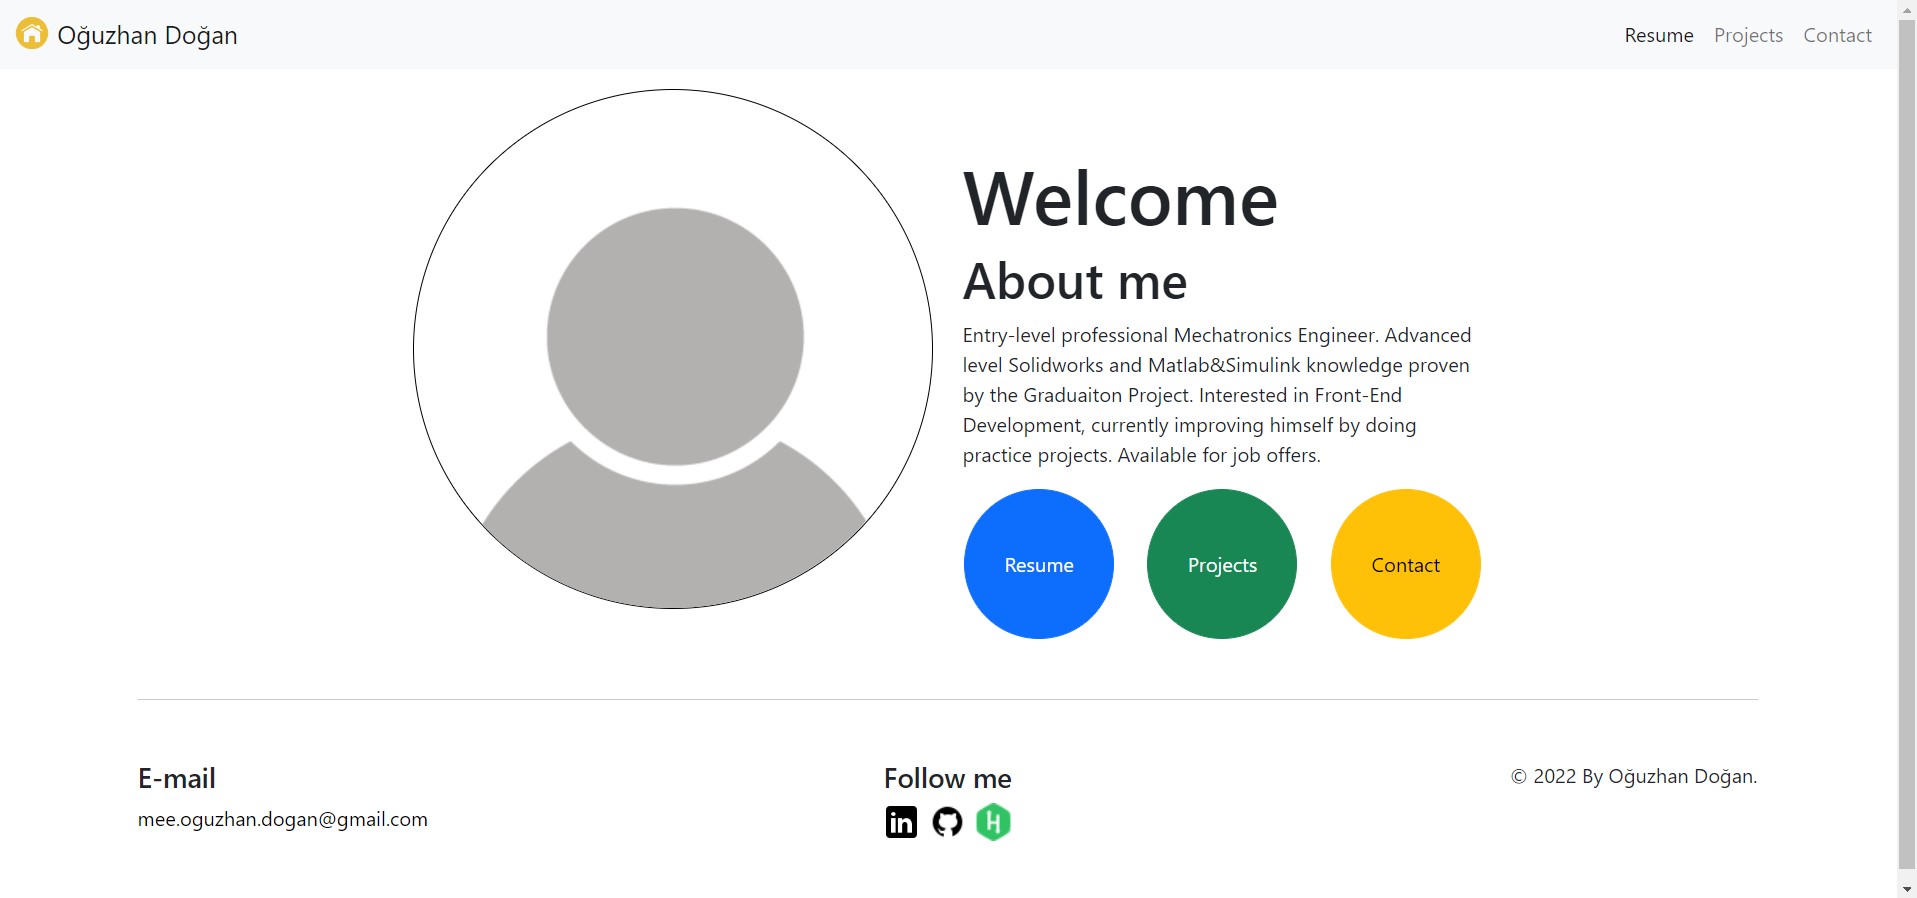 Oğuzhan Doğan
Resume Projects Contact
Welcome
About me
Entry-level professional Mechatronics Engineer. Advanced
level Solidworks and Matlab&Simulink knowledge proven
by the Graduaiton Project. Interested in Front-End
Development, currently improving himself by doing
practice projects. Available for job offers.
Resume
Projects
Contact
E-mail
mee.oguzhan.dogan@gmail.com
Follow me
in
H
© 2022 By Oğuzhan Doğan.